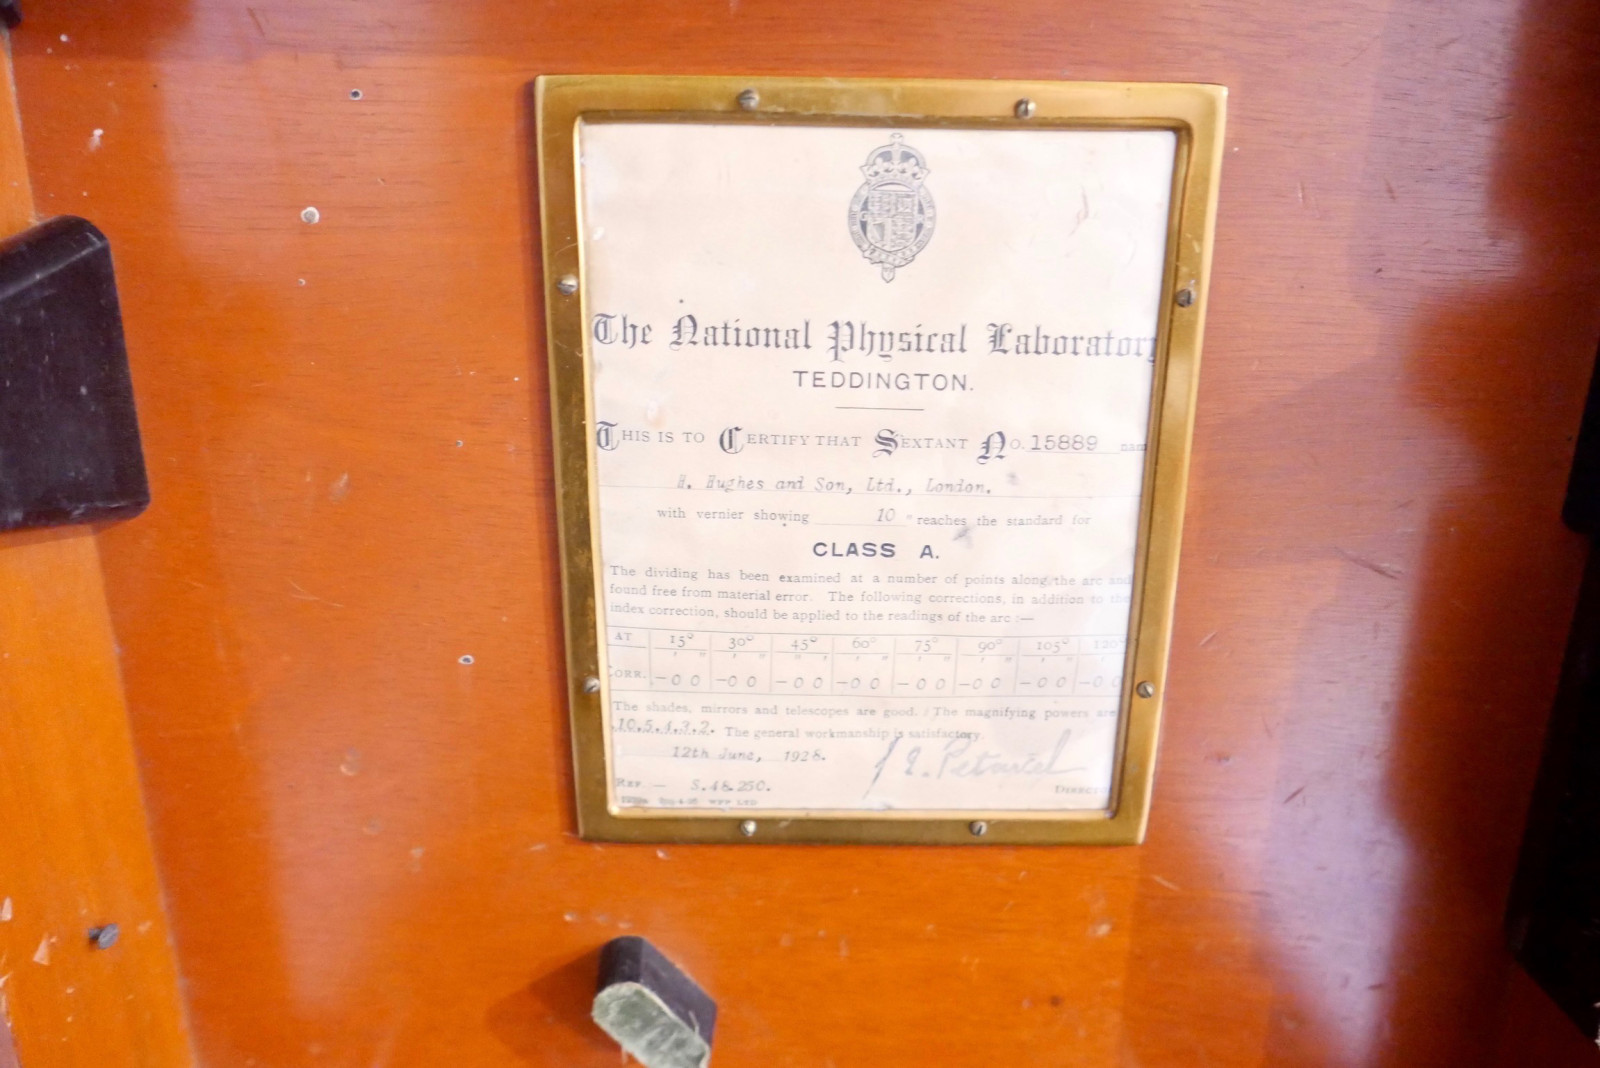 The National Physical Laboratory
TEDDINGTON.
THIS IS TO CERTIFY THAT SEXTANT No. 15889 nam
H. Hughes and Son, Ltd., London.
with vernier showing 10 " reaches the standard for
CLASS A.
The dividing has been examined at a number of points along the arc and
found free from material error. The following corrections, in addition to the
index correction, should be applied to the readings of the arc :—
AT 15° 30° 45° 60° 75° 90° 105° 120°
CORR. -0 0 -0 0 -0 0 -0 0 -0 0 -0 0 -0 0 -0 0
The shades, mirrors and telescopes are good. The magnifying powers are
10.5.4.3.2. The general workmanship is satisfactory.
12th June, 1928.
REF. — S.48.250.
DIRECTO